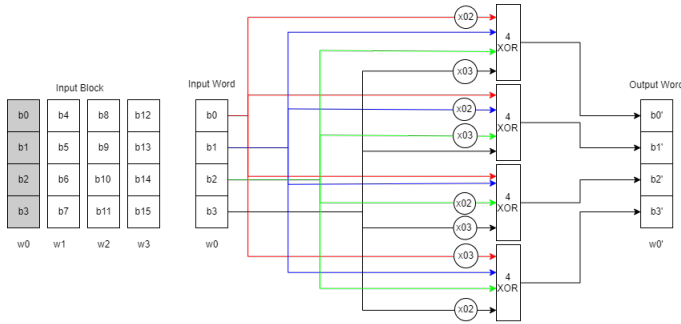 Input Block
Input Word
Output Word
b0 b4 b8 b12
b1 b5 b9 b13
b2 b6 b10 b14
b3 b7 b11 b15
w0 w1 w2 w3
b0
b1
b2
b3
w0
x02
x03
4
XOR
x02
x03
4
XOR
x02
x03
4
XOR
x03
x02
4
XOR
b0'
b1'
b2'
b3'
w0'